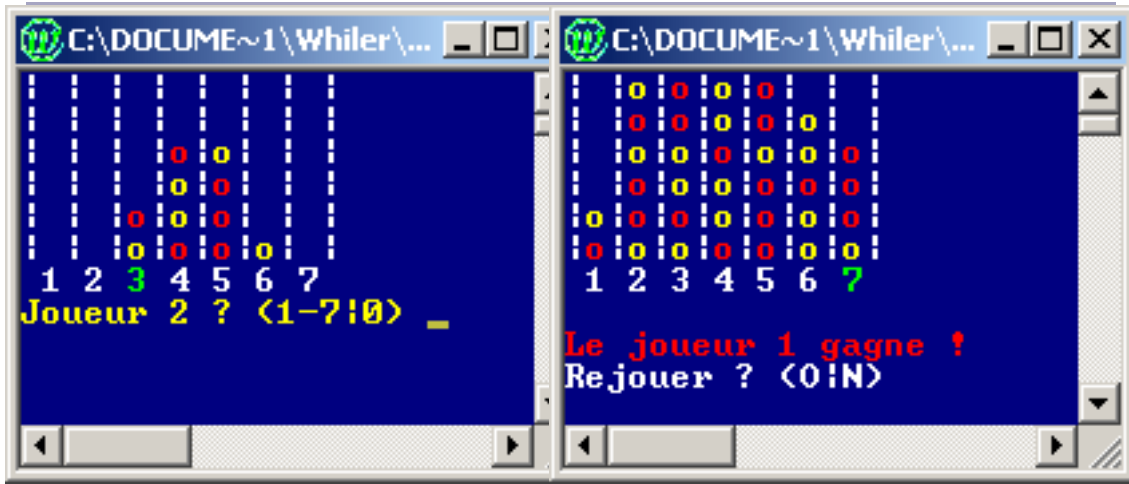 C:\DOCUME~1\Whiler\...
¦ ¦ ¦ ¦ ¦ ¦ ¦ ¦
¦ ¦ ¦ ¦ ¦ ¦ ¦ ¦
¦ ¦ ¦ ¦o¦o¦ ¦ ¦
¦ ¦ ¦ ¦o¦o¦ ¦ ¦
¦ ¦ ¦o¦o¦o¦ ¦ ¦
¦ ¦ ¦o¦o¦o¦o¦ ¦
1 2 3 4 5 6 7
Joueur 2 ? (1-7¦0) _
C:\DOCUME~1\Whiler\...
¦ ¦o¦o¦o¦o¦ ¦ ¦
¦ ¦o¦o¦o¦o¦o¦ ¦
¦ ¦o¦o¦o¦o¦o¦o¦
¦ ¦o¦o¦o¦o¦o¦o¦
¦o¦o¦o¦o¦o¦o¦o¦
¦o¦o¦o¦o¦o¦o¦o¦
1 2 3 4 5 6 7
Le joueur 1 gagne !
Rejouer ? (O¦N)